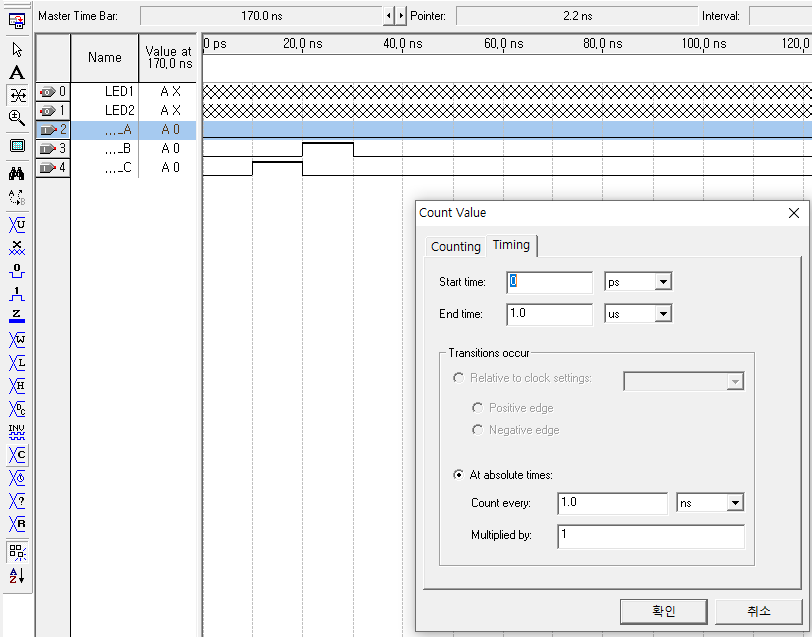 Master Time Bar: 170.0 ns Pointer: 2.2 ns Interval:
A
Name Value at 170.0 ns
0 ps 20.0 ns 40.0 ns 60.0 ns 80.0 ns 100.0 ns 120.0
0 LED1 A X
1 LED2 A X
2 ..._A A 0
3 ..._B A 0
4 ..._C A 0
Count Value
Counting Timing
Start time: 0 ps
End time: 1.0 us
Transitions occur
Relative to clock settings:
Positive edge
Negative edge
At absolute times:
Count every: 1.0 ns
Multiplied by: 1
확인 취소
U
X
0
1
Z
W
L
H
DC
INV
C
?
R
A
Z